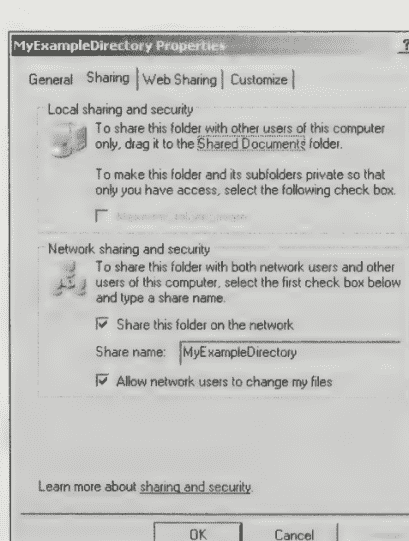 MyExampleDirectory Properties
?
General Sharing Web Sharing Customize
Local sharing and security
To share this folder with other users of this computer
only, drag it to the Shared Documents folder.
To make this folder and its subfolders private so that
only you have access, select the following check box.
Network sharing and security
To share this folder with both network users and other
users of this computer, select the first check box below
and type a share name.
Share this folder on the network
Share name: MyExampleDirectory
Allow network users to change my files
Learn more about sharing and security.
OK Cancel